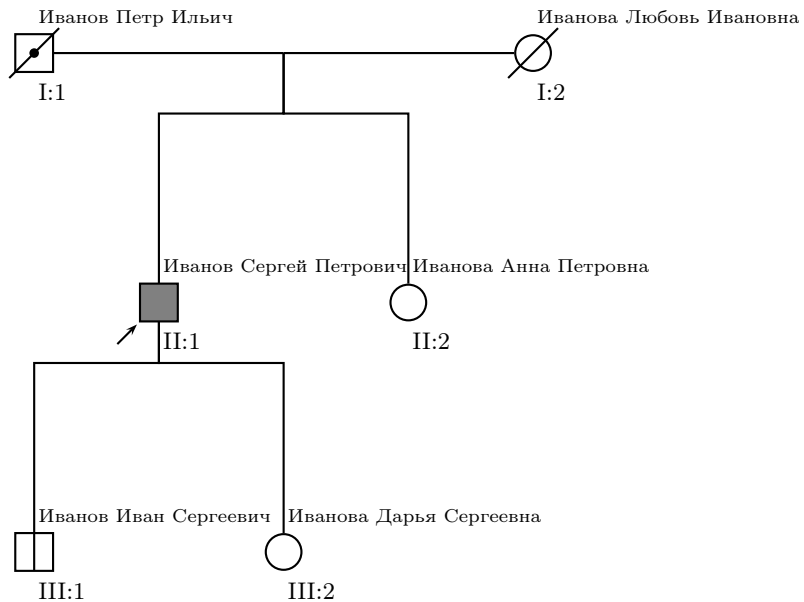 Иванов Петр Ильич
Иванова Любовь Ивановна
I:1
I:2
Иванов Сергей Петрович
Иванова Анна Петровна
II:1
II:2
Иванов Иван Сергеевич
Иванова Дарья Сергеевна
III:1
III:2